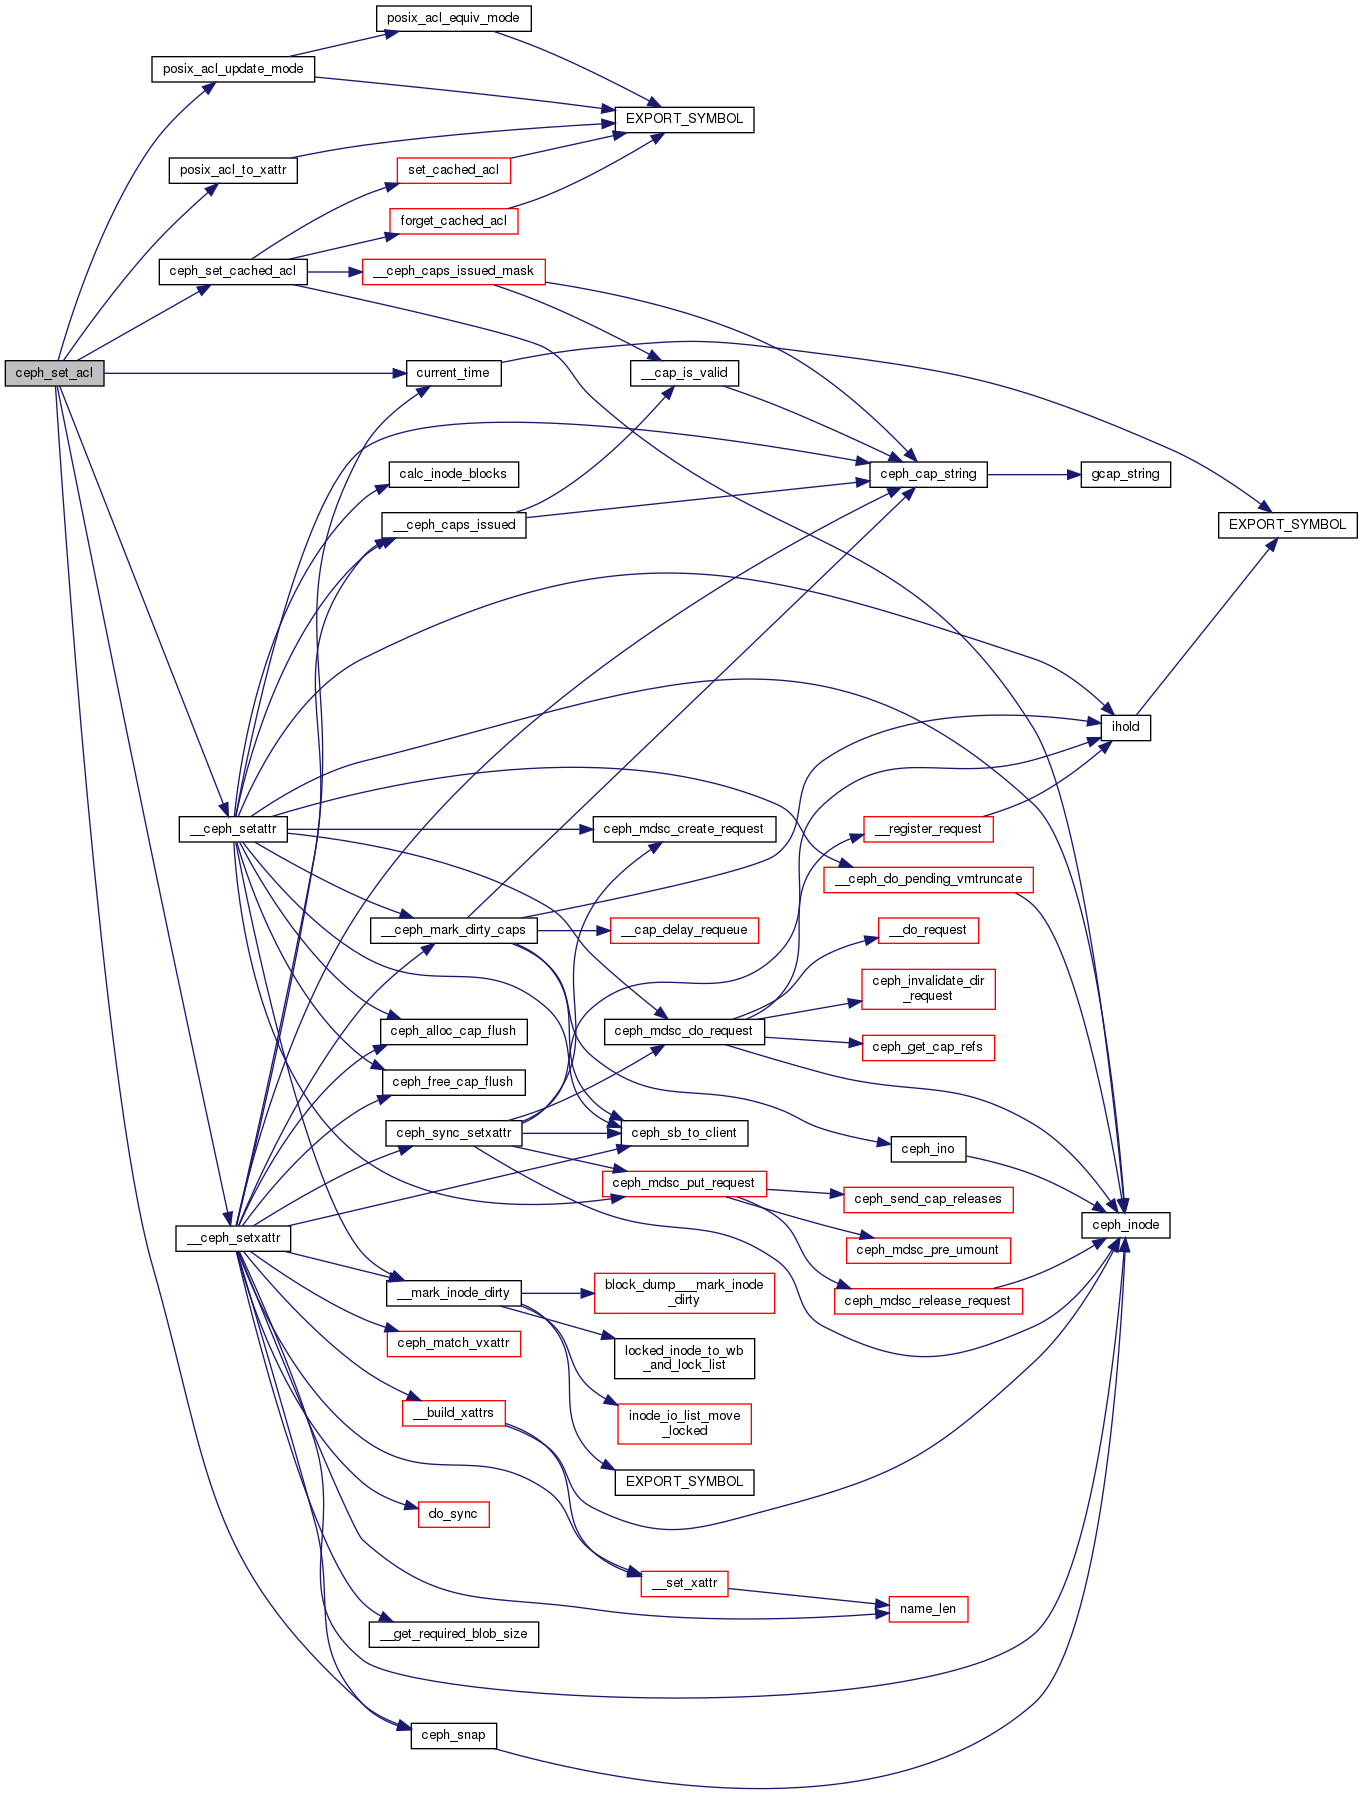 posix_acl_equiv_mode
posix_acl_update_mode
EXPORT_SYMBOL
posix_acl_to_xattr
set_cached_acl
forget_cached_acl
ceph_set_cached_acl
__ceph_caps_issued_mask
ceph_set_acl
current_time
__cap_is_valid
calc_inode_blocks
ceph_cap_string
gcap_string
__ceph_caps_issued
EXPORT_SYMBOL
ihold
__ceph_setattr
ceph_mdsc_create_request
__register_request
__ceph_do_pending_vmtruncate
__ceph_mark_dirty_caps
__cap_delay_requeue
__do_request
ceph_invalidate_dir
_request
ceph_alloc_cap_flush
ceph_mdsc_do_request
ceph_get_cap_refs
ceph_free_cap_flush
ceph_sync_setxattr
ceph_sb_to_client
ceph_ino
ceph_mdsc_put_request
ceph_send_cap_releases
ceph_inode
__ceph_setxattr
ceph_mdsc_pre_umount
__mark_inode_dirty
block_dump___mark_inode
_dirty
ceph_mdsc_release_request
ceph_match_vxattr
locked_inode_to_wb
_and_lock_list
__build_xattrs
inode_io_list_move
_locked
EXPORT_SYMBOL
do_sync
__set_xattr
name_len
__get_required_blob_size
ceph_snap